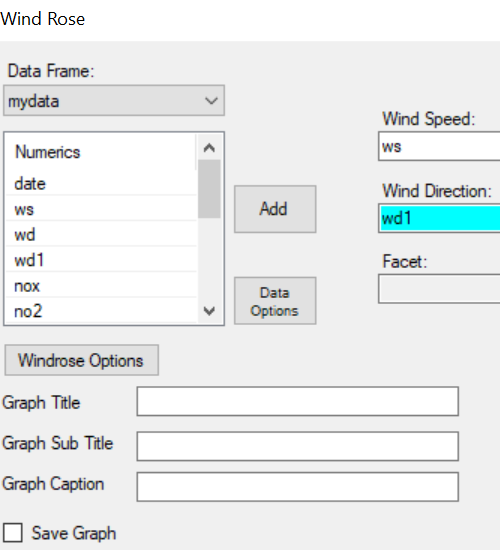 Wind Rose
Data Frame:
mydata
Numerics
date
ws
wd
wd1
nox
no2
Add
Data
Options
Wind Speed:
ws
Wind Direction:
wd1
Facet:
Windrose Options
Graph Title
Graph Sub Title
Graph Caption
Save Graph